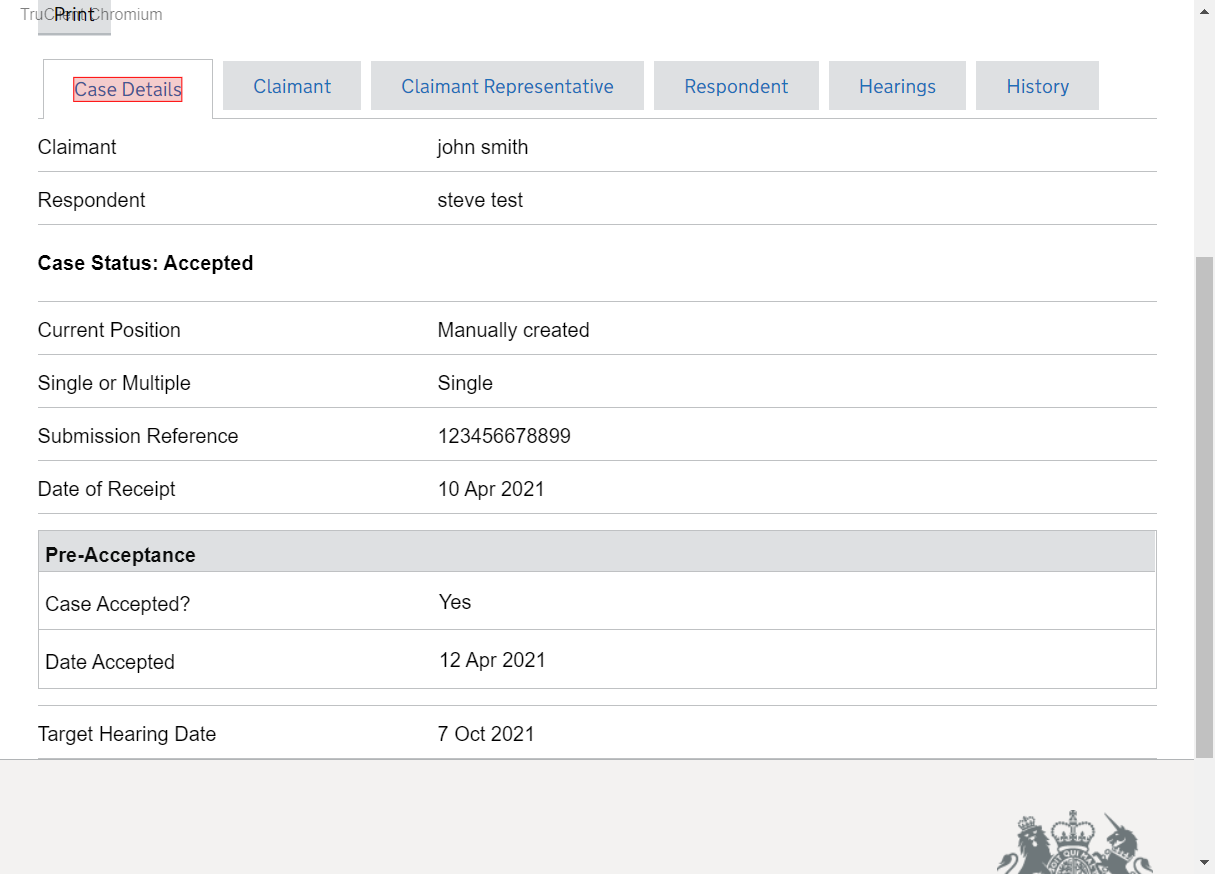 TruClient Chromium
Print
Case Details Claimant Claimant Representative Respondent Hearings History
Claimant john smith
Respondent steve test
Case Status: Accepted
Current Position Manually created
Single or Multiple Single
Submission Reference 123456678899
Date of Receipt 10 Apr 2021
Pre-Acceptance
Case Accepted? Yes
Date Accepted 12 Apr 2021
Target Hearing Date 7 Oct 2021